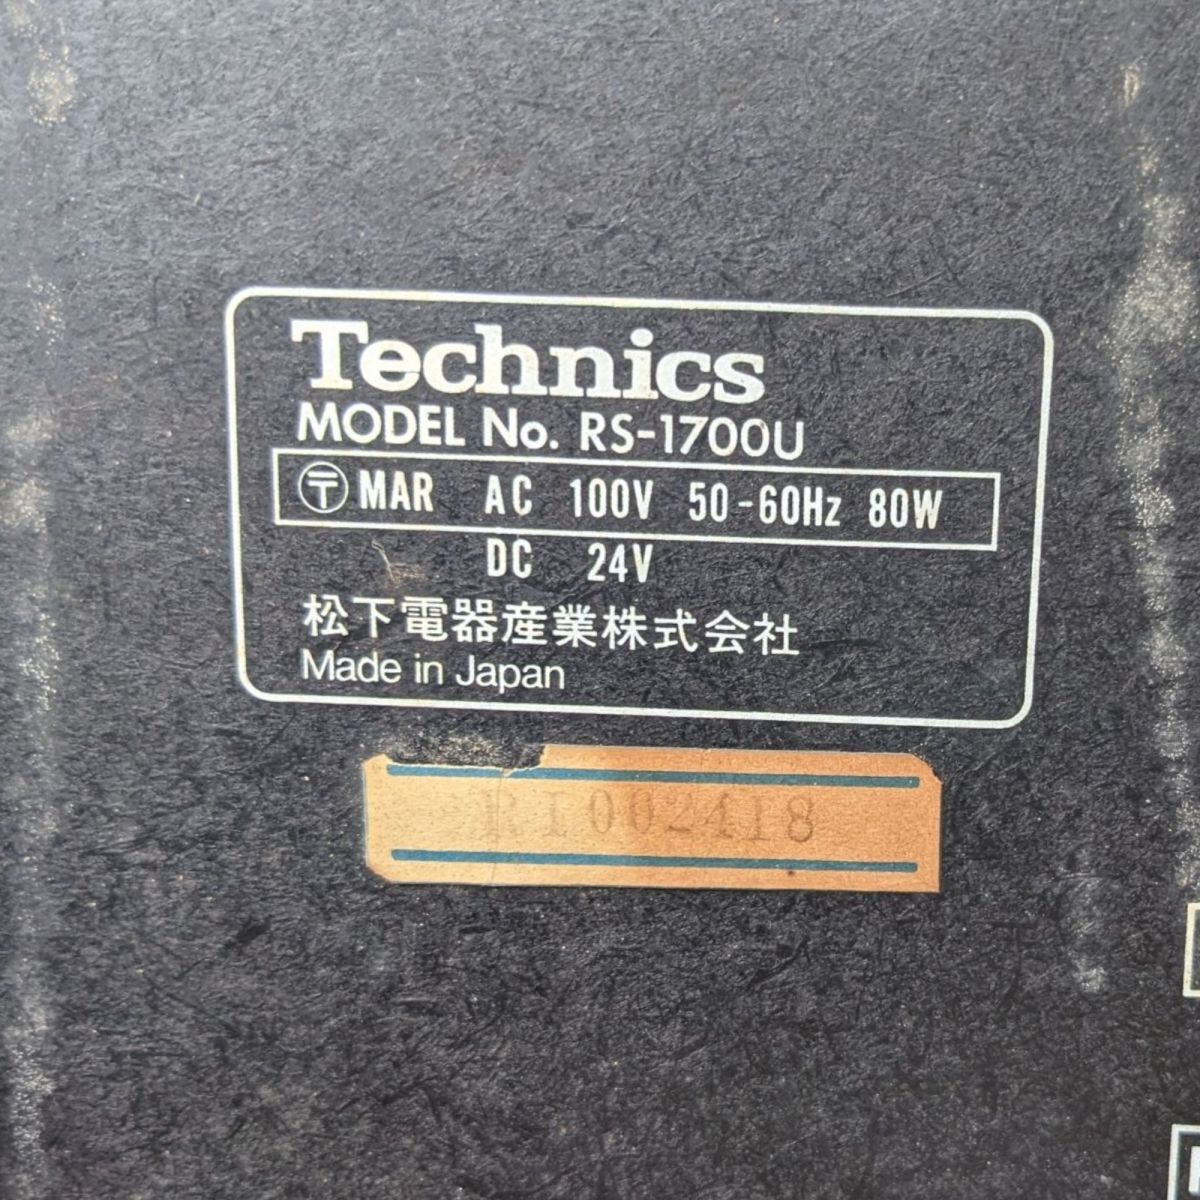 Technics
MODEL No. RS-1700U
〒 MAR AC 100V 50-60Hz 80W
DC 24V
松下電器産業株式会社
Made in Japan
RI002418